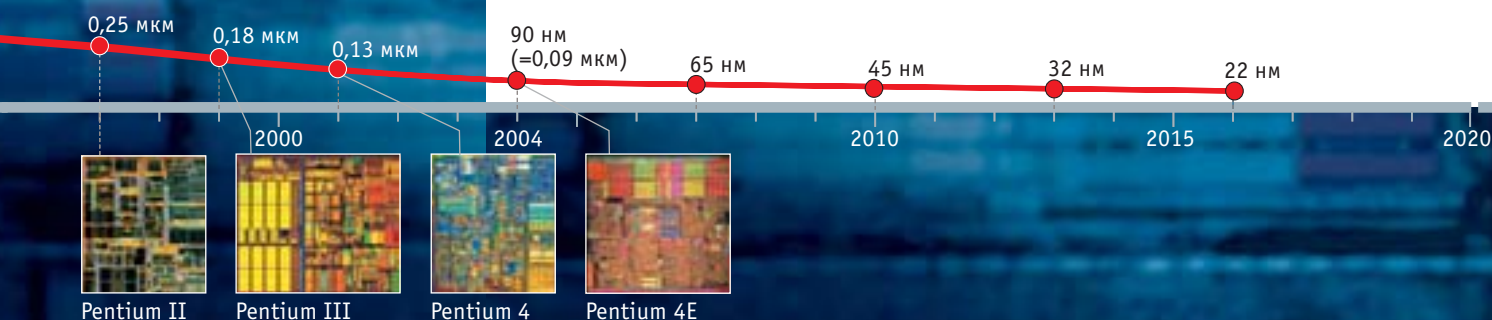 0,25 мкм
0,18 мкм
0,13 мкм
90 нм
(=0,09 мкм)
65 нм
45 нм
32 нм
22 нм
2000
2004
2010
2015
2020
Pentium II
Pentium III
Pentium 4
Pentium 4E